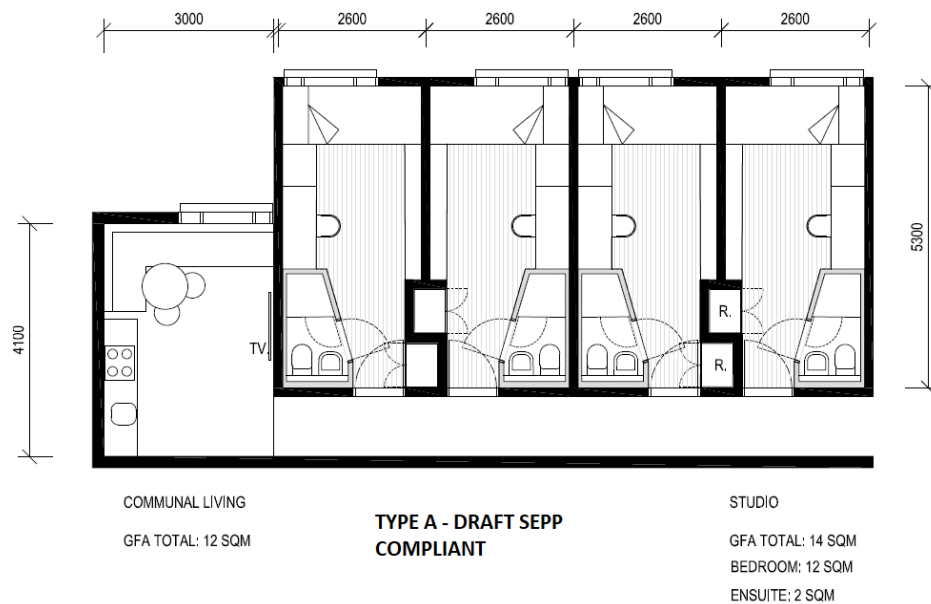 3000
2600
2600
2600
2600
5300
4100
TV.
R.
R.
COMMUNAL LIVING
GFA TOTAL: 12 SQM
TYPE A - DRAFT SEPP
COMPLIANT
STUDIO
GFA TOTAL: 14 SQM
BEDROOM: 12 SQM
ENSUITE: 2 SQM